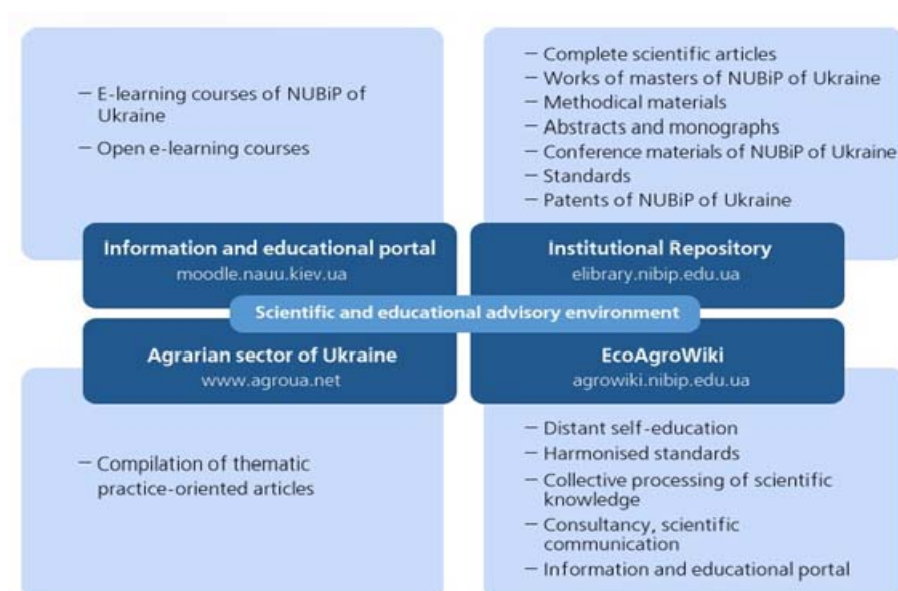 – E-learning courses of NUBiP of
Ukraine
– Open e-learning courses
– Complete scientific articles
– Works of masters of NUBiP of Ukraine
– Methodical materials
– Abstracts and monographs
– Conference materials of NUBiP of Ukraine
– Standards
– Patents of NUBiP of Ukraine
Information and educational portal
moodle.nauu.kiev.ua
Institutional Repository
elibrary.nibip.edu.ua
Scientific and educational advisory environment
Agrarian sector of Ukraine
www.agroua.net
EcoAgroWiki
agrowiki.nibip.edu.ua
– Compilation of thematic
practice-oriented articles
– Distant self-education
– Harmonised standards
– Collective processing of scientific
knowledge
– Consultancy, scientific
communication
– Information and educational portal